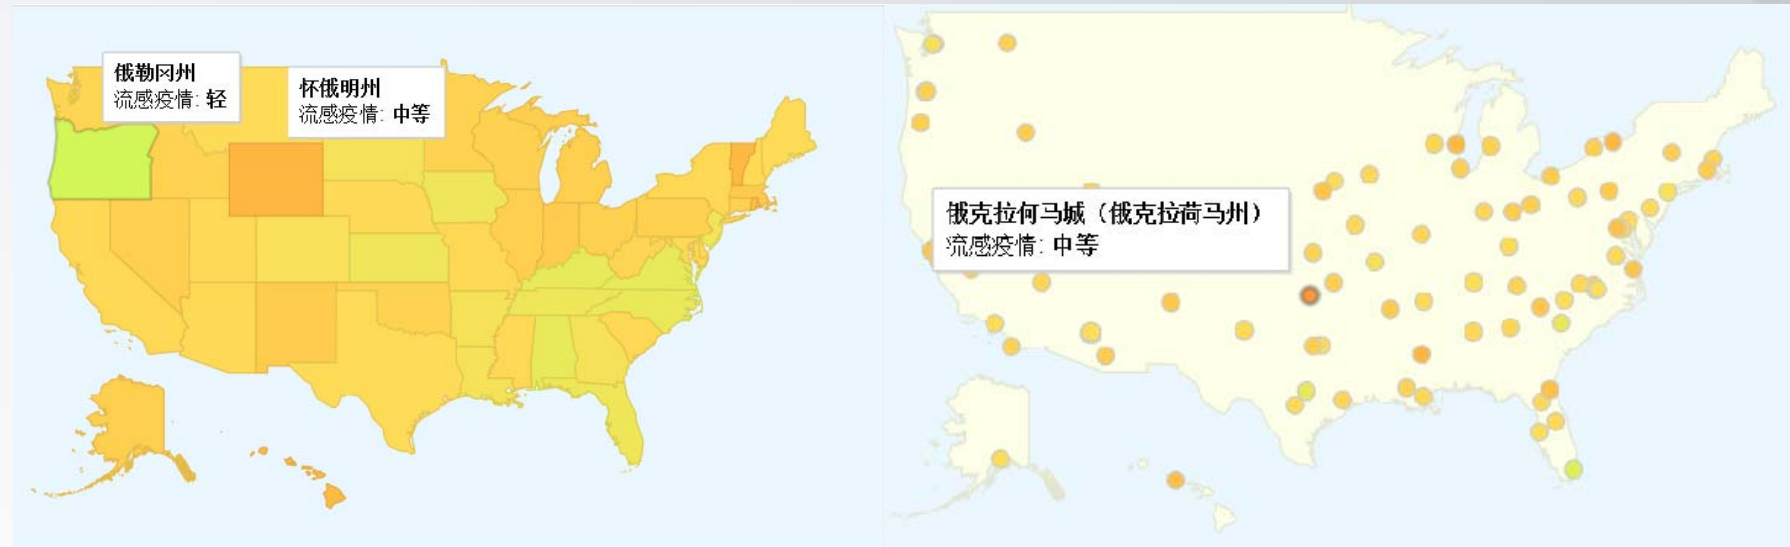 俄勒冈州
流感疫情: 轻
怀俄明州
流感疫情: 中等
俄克拉何马城（俄克拉荷马州）
流感疫情: 中等